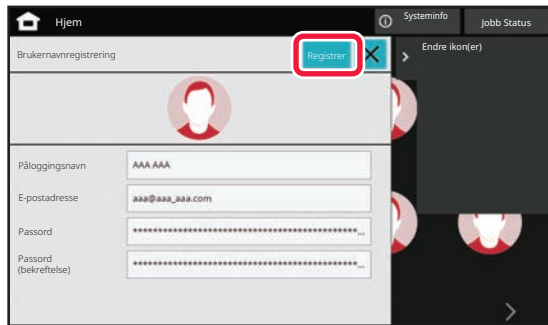 Hjem
Systeminfo
Jobb Status
Brukernavnregistrering
Registrer
Endre ikon(er)
Påloggingsnavn
AAA AAA
E-postadresse
aaa@aaa_aaa.com
Passord
**********************************************...
Passord
(bekreftelse)
**********************************************...